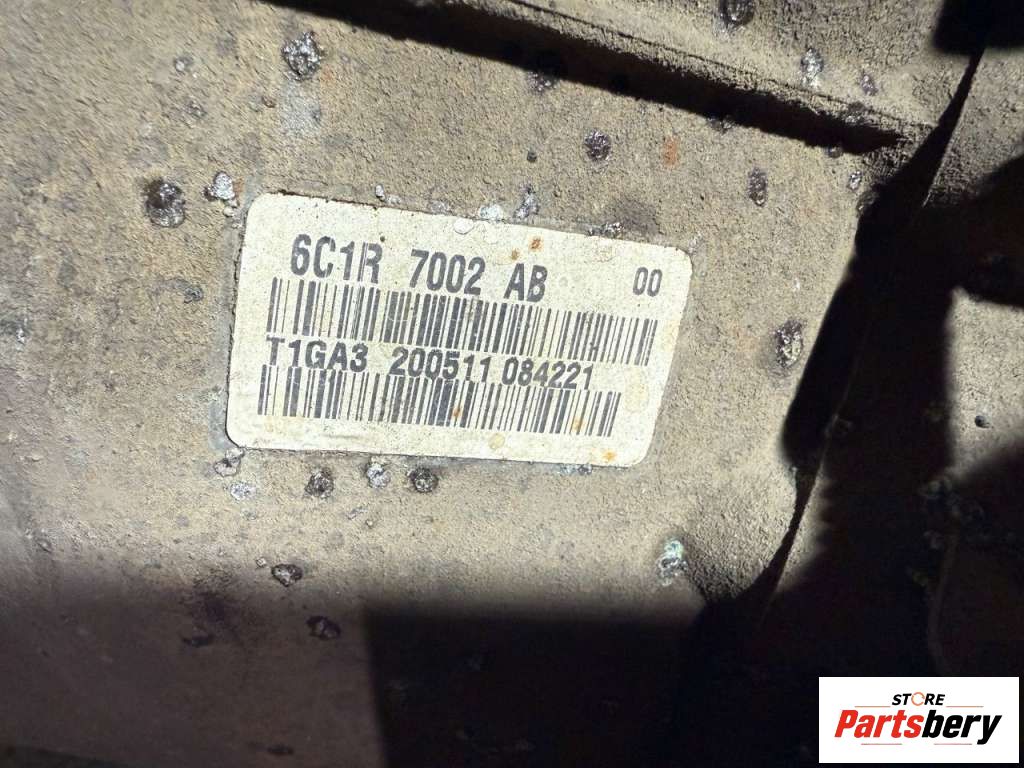 6C1R 7002 AB 00
T1GA3 200511 084221
STORE
Partsbery